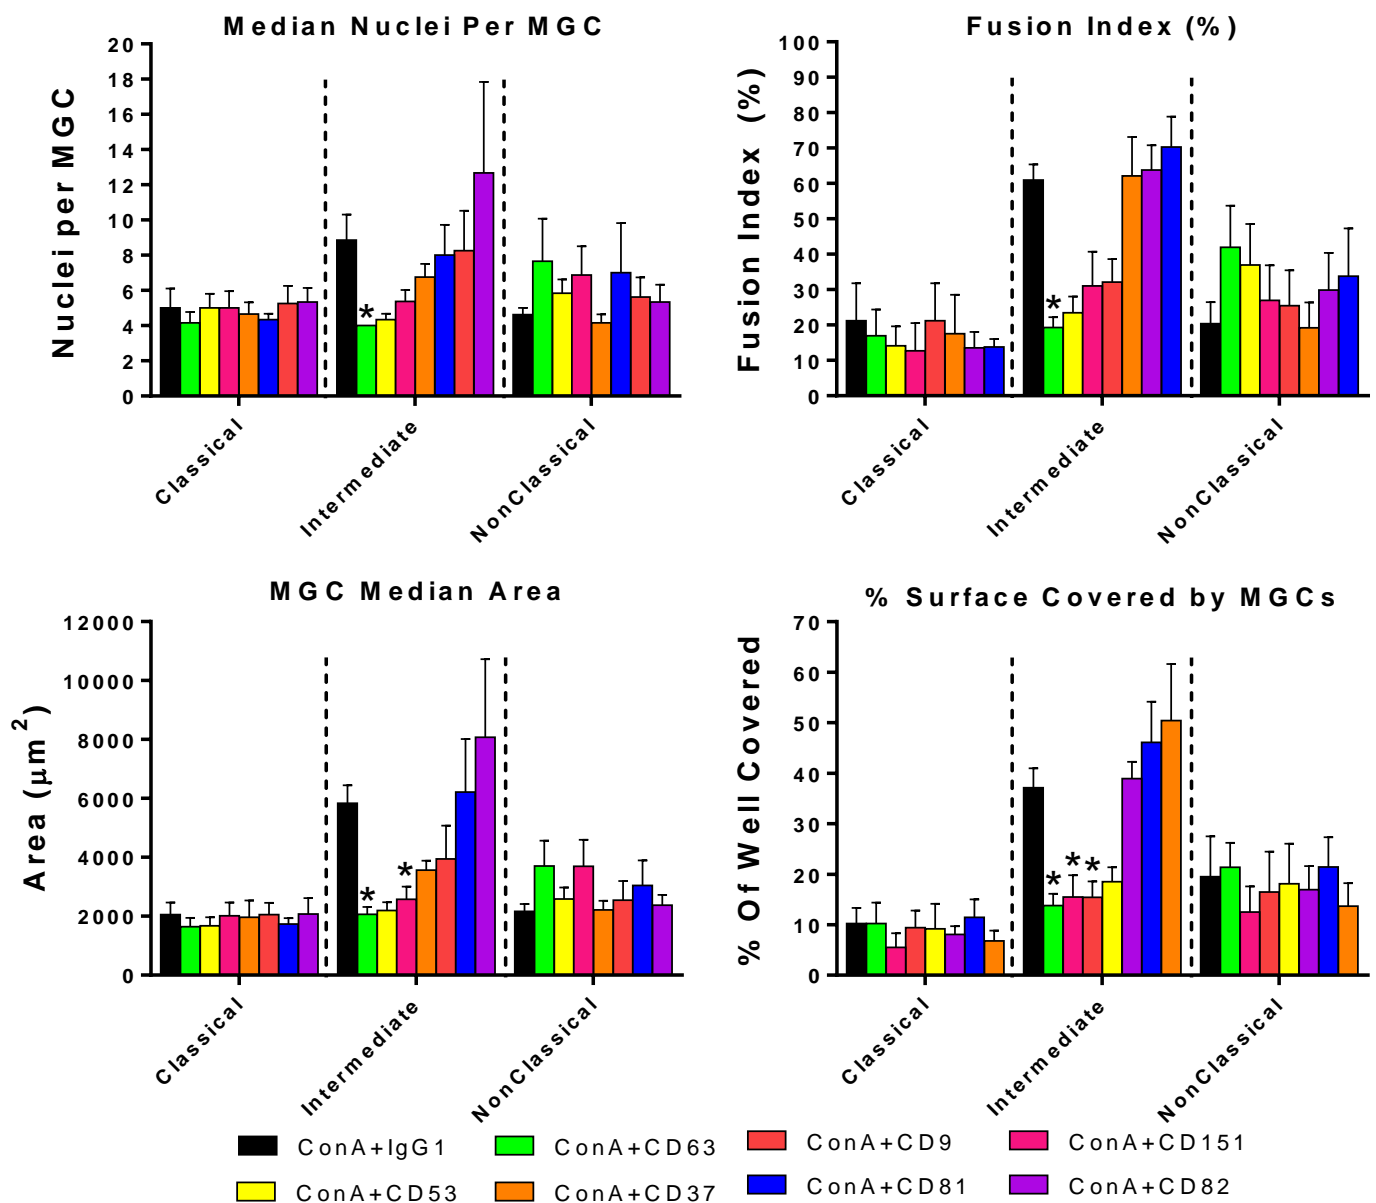 Median Nuclei Per MGC
Nuclei per MGC
20
18
16
14
12
10
8
6
4
2
0
*
Classical
Intermediate
NonClassical
Fusion Index (%)
Fusion Index (%)
100
90
80
70
60
50
40
30
20
10
0
*
Classical
Intermediate
NonClassical
MGC Median Area
Area (μm²)
12000
10000
8000
6000
4000
2000
0
* *
Classical
Intermediate
NonClassical
% Surface Covered by MGCs
% Of Well Covered
70
60
50
40
30
20
10
0
* * *
Classical
Intermediate
NonClassical
ConA+IgG1
ConA+CD63
ConA+CD9
ConA+CD151
ConA+CD53
ConA+CD37
ConA+CD81
ConA+CD82